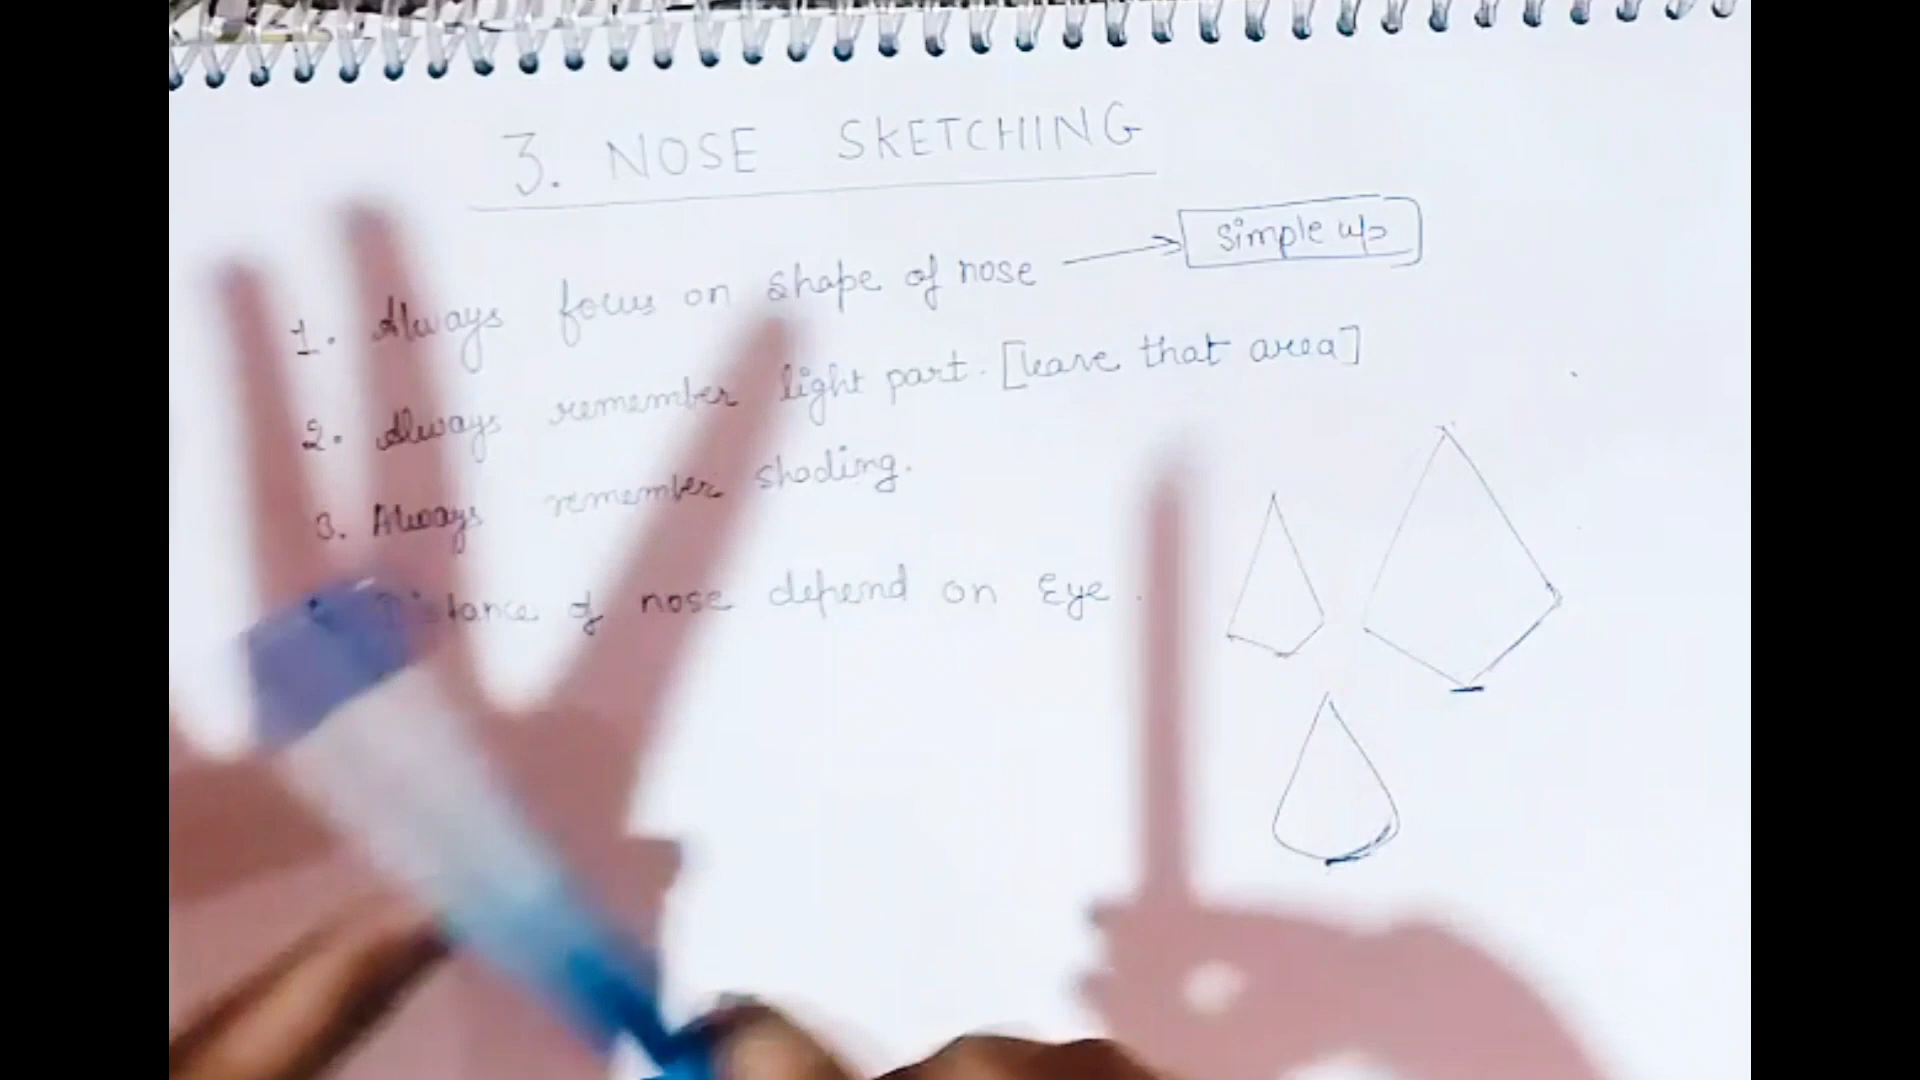 3. NOSE SKETCHING
1. Always focus on shape of nose → simple up
2. Always remember light part. [leave that area]
3. Always remember shading.
Distance of nose depend on Eye.